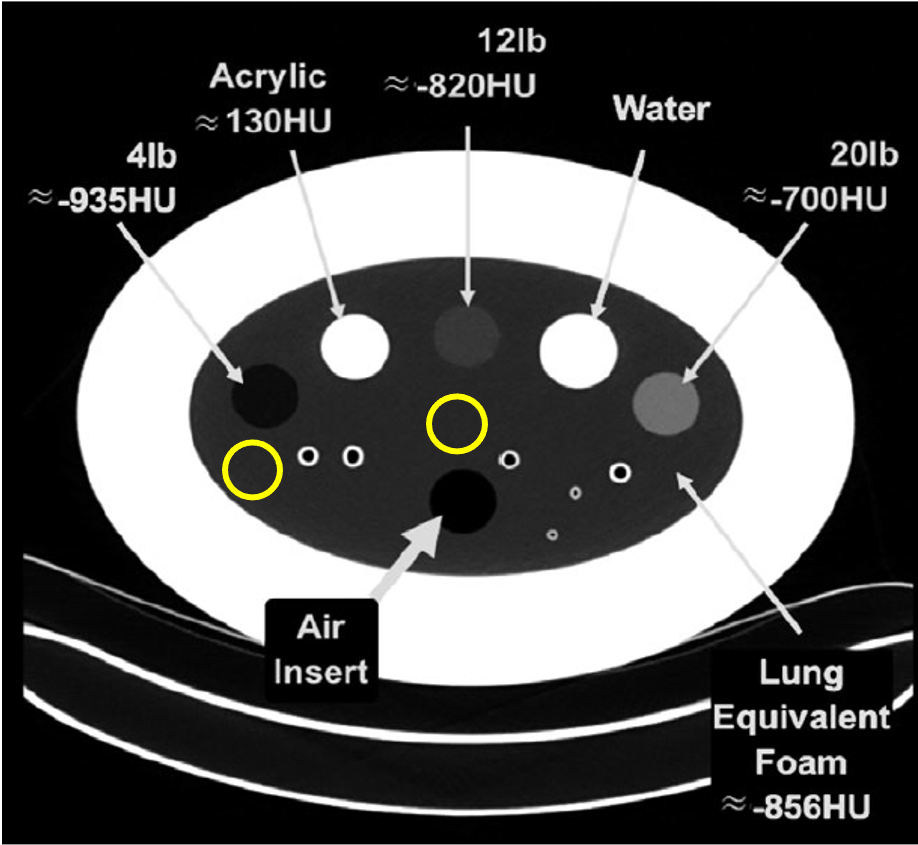 12lb
≈-820HU
Acrylic
≈130HU
Water
4lb
≈-935HU
20lb
≈-700HU
Air
Insert
Lung
Equivalent
Foam
≈-856HU